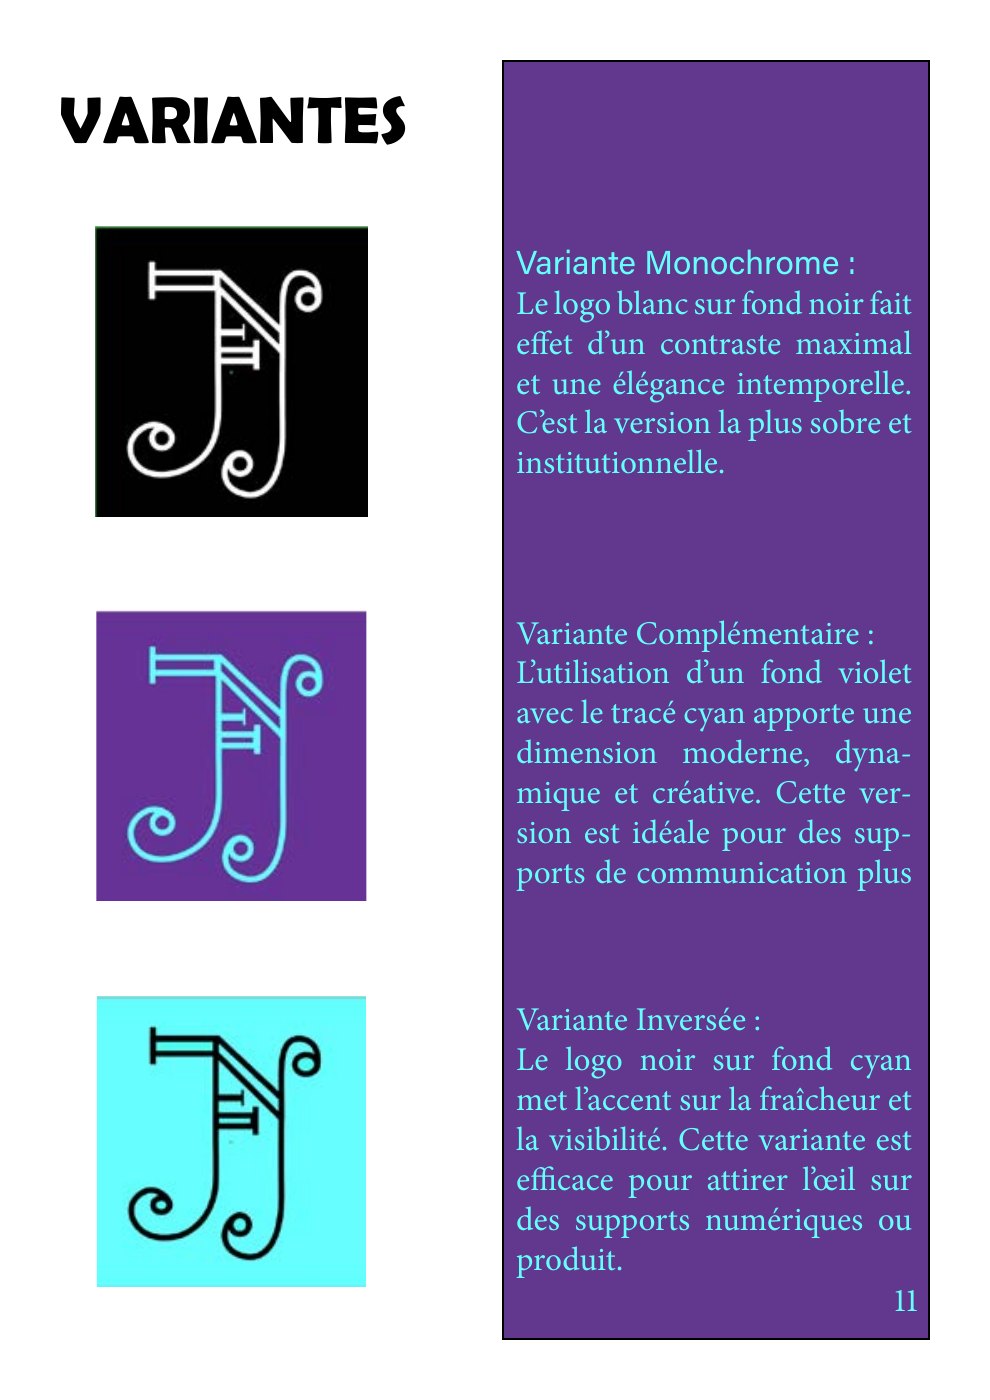 VARIANTES
Variante Monochrome :
Le logo blanc sur fond noir fait
effet d’un contraste maximal
et une élégance intemporelle.
C’est la version la plus sobre et
institutionnelle.
Variante Complémentaire :
L’utilisation d’un fond violet
avec le tracé cyan apporte une
dimension moderne, dyna-
mique et créative. Cette ver-
sion est idéale pour des sup-
ports de communication plus
Variante Inversée :
Le logo noir sur fond cyan
met l’accent sur la fraîcheur et
la visibilité. Cette variante est
efficace pour attirer l’œil sur
des supports numériques ou
produit.
11